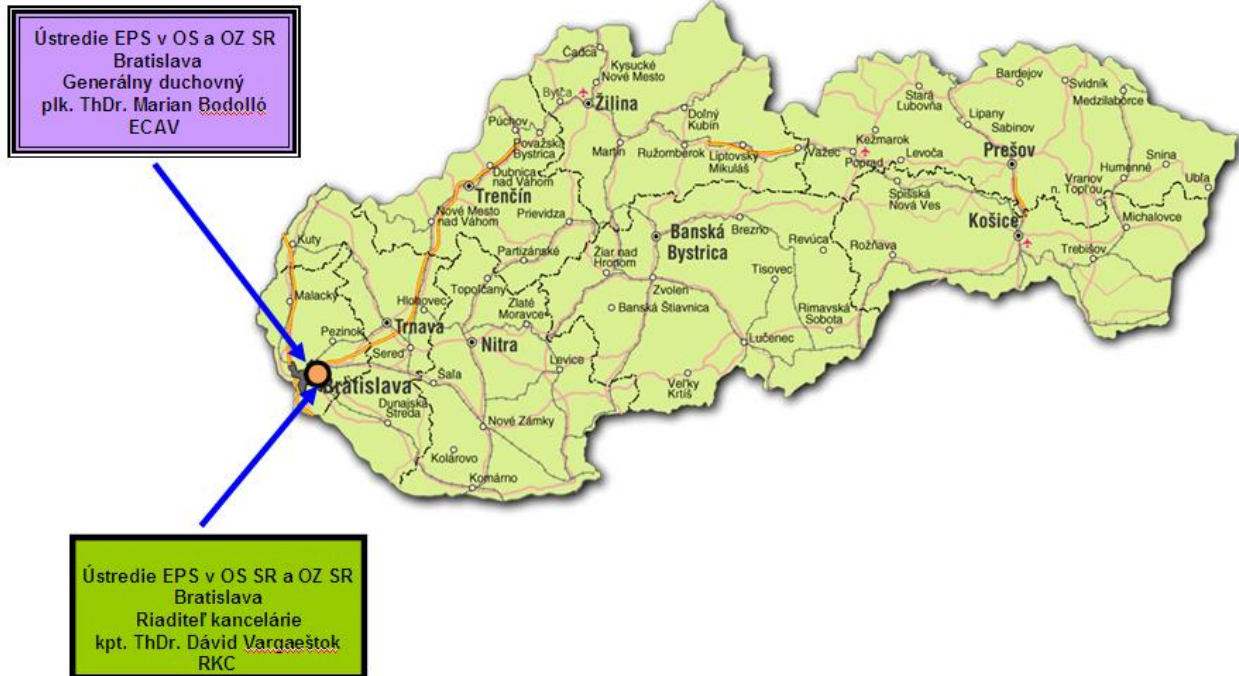 Ústredie EPS v OS a OZ SR
Bratislava
Generálny duchovný
plk. ThDr. Marian Bodolló
ECAV
Čadca
Kysucké
Nové Mesto
Bytča
Žilina
Púchov
Považská
Bystrica
Dubnica
nad Váhom
Trenčín
Nové Mesto
nad Váhom
Martin
Dolný
Kubín
Ružomberok
Liptovský
Mikuláš
Važec
Poprad
Kežmarok
Stará
Lubovňa
Levoča
Spišská
Nová Ves
Bardejov
Lipany
Sabinov
Prešov
Svidník
Medzilaborce
Snina
Humenné
Ubľa
Vranov
n. Topľou
Michalovce
Košice
Trebišov
Prievidza
Partizánské
Topoľčany
Žiar nad
Hronom
Banská
Bystrica
Brezno
Revúca
Rožňava
Tisovec
Rimavská
Sobota
Zvolen
Banská Štiavnica
Lučenec
Veľky
Krtíš
Zlaté
Moravce
Levice
Nitra
Kuty
Malacky
Pezinok
Hlohovec
Trnava
Sereď
Šaľa
Bratislava
Dunajská
Streda
Nové Zámky
Kolárovo
Komárno
Ústredie EPS v OS SR a OZ SR
Bratislava
Riaditeľ kancelárie
kpt. ThDr. Dávid Vargaeštok
RKC